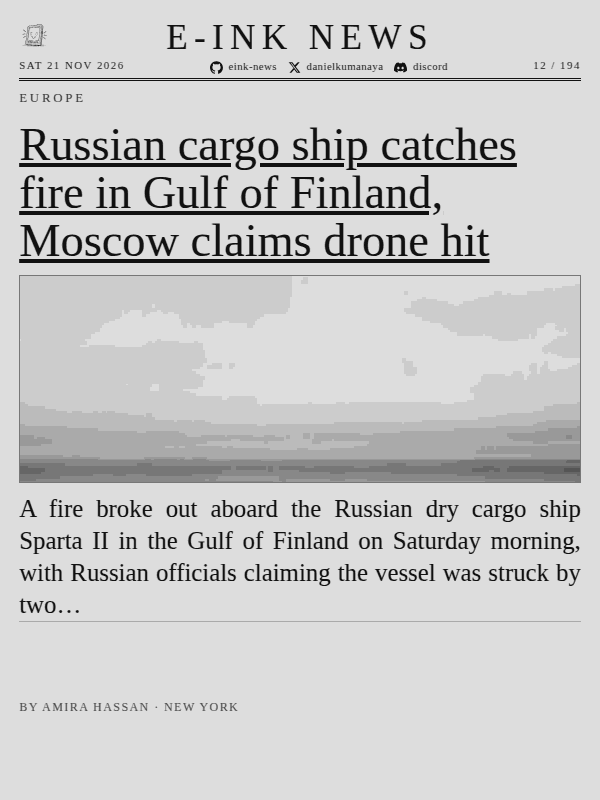 E-INK NEWS
SAT 21 NOV 2026
eink-news danielkumanaya discord
12 / 194
EUROPE
Russian cargo ship catches
fire in Gulf of Finland,
Moscow claims drone hit
A fire broke out aboard the Russian dry cargo ship
Sparta II in the Gulf of Finland on Saturday morning,
with Russian officials claiming the vessel was struck by
two…
BY AMIRA HASSAN · NEW YORK